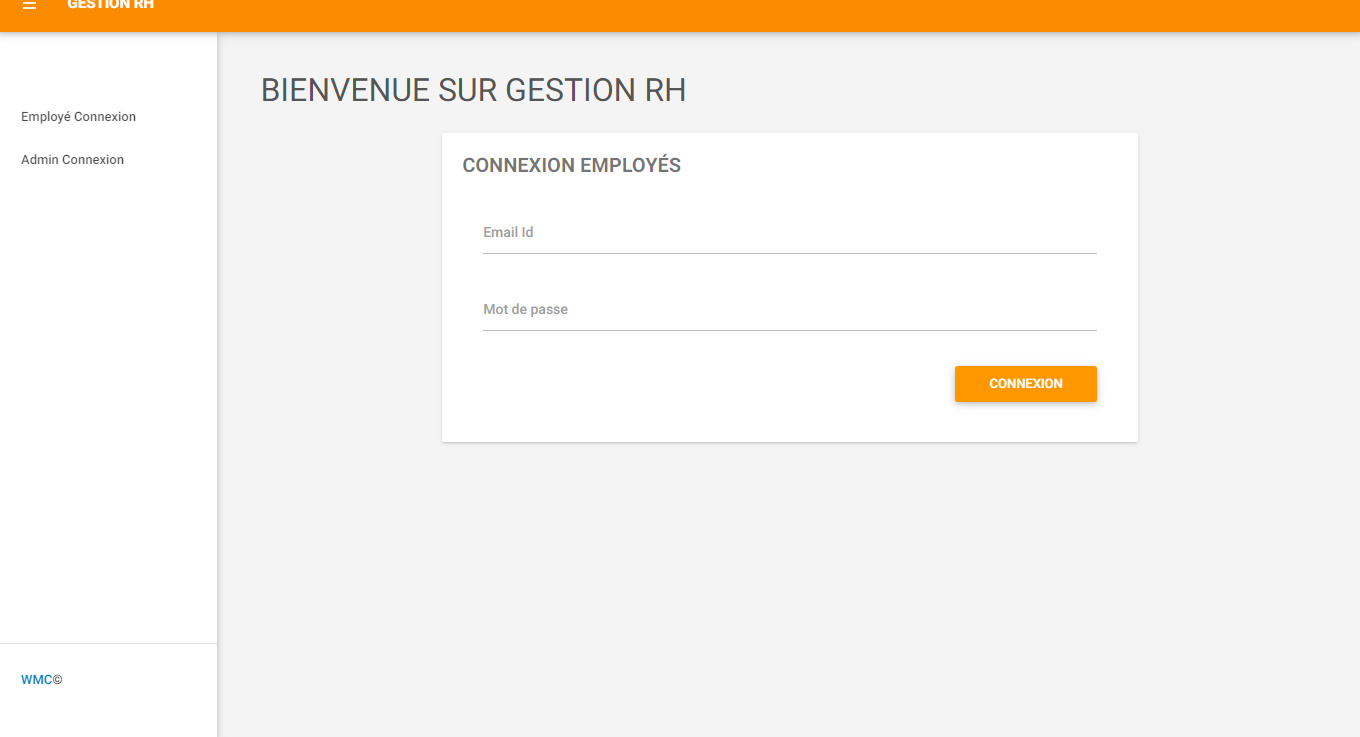 GESTION RH
Employé Connexion
Admin Connexion
WMC©
BIENVENUE SUR GESTION RH
CONNEXION EMPLOYÉS
Email Id
Mot de passe
CONNEXION